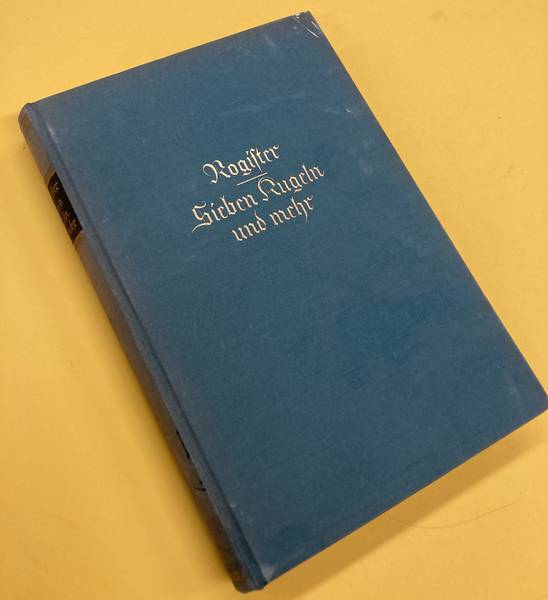 Rogister
Sieben Kugeln
und mehr